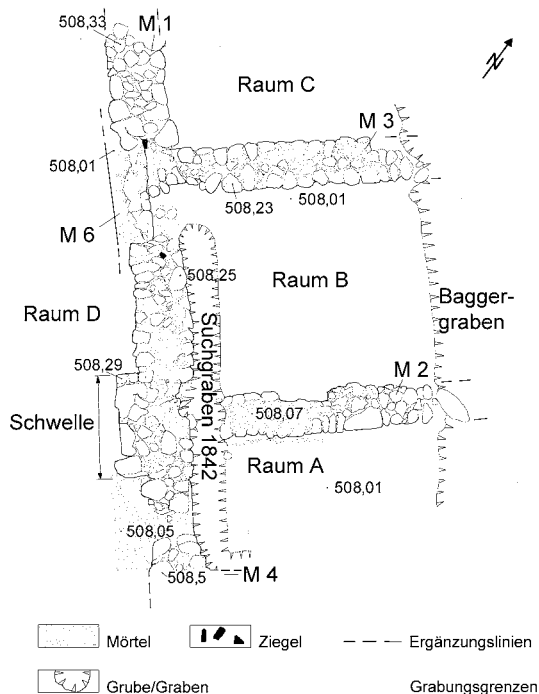 508,33
M 1
Raum C
M 3
508,01
508,23
508,01
M 6
508,25
Raum B
Raum D
Bagger-
graben
Suchgraben 1842
508,29
M 2
Schwelle
508,07
Raum A
508,01
508,05
508,5
M 4
Mörtel
Ziegel
Ergänzungslinien
Grube/Graben
Grabungsgrenzen